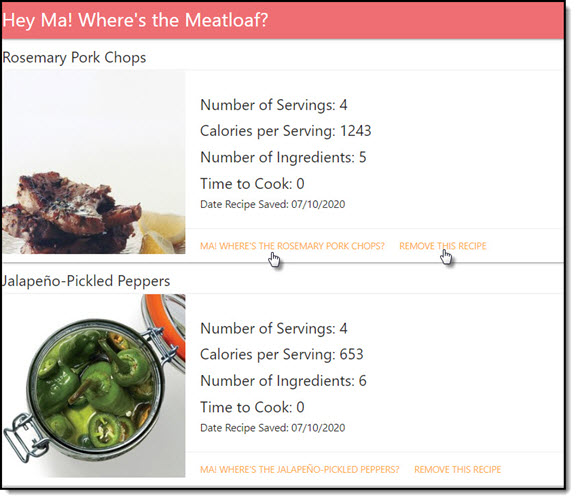 Hey Ma! Where's the Meatloaf?
Rosemary Pork Chops
Number of Servings: 4
Calories per Serving: 1243
Number of Ingredients: 5
Time to Cook: 0
Date Recipe Saved: 07/10/2020
MA! WHERE'S THE ROSEMARY PORK CHOPS? REMOVE THIS RECIPE
Jalapeño-Pickled Peppers
Number of Servings: 4
Calories per Serving: 653
Number of Ingredients: 6
Time to Cook: 0
Date Recipe Saved: 07/10/2020
MA! WHERE'S THE JALAPEÑO-PICKLED PEPPERS? REMOVE THIS RECIPE